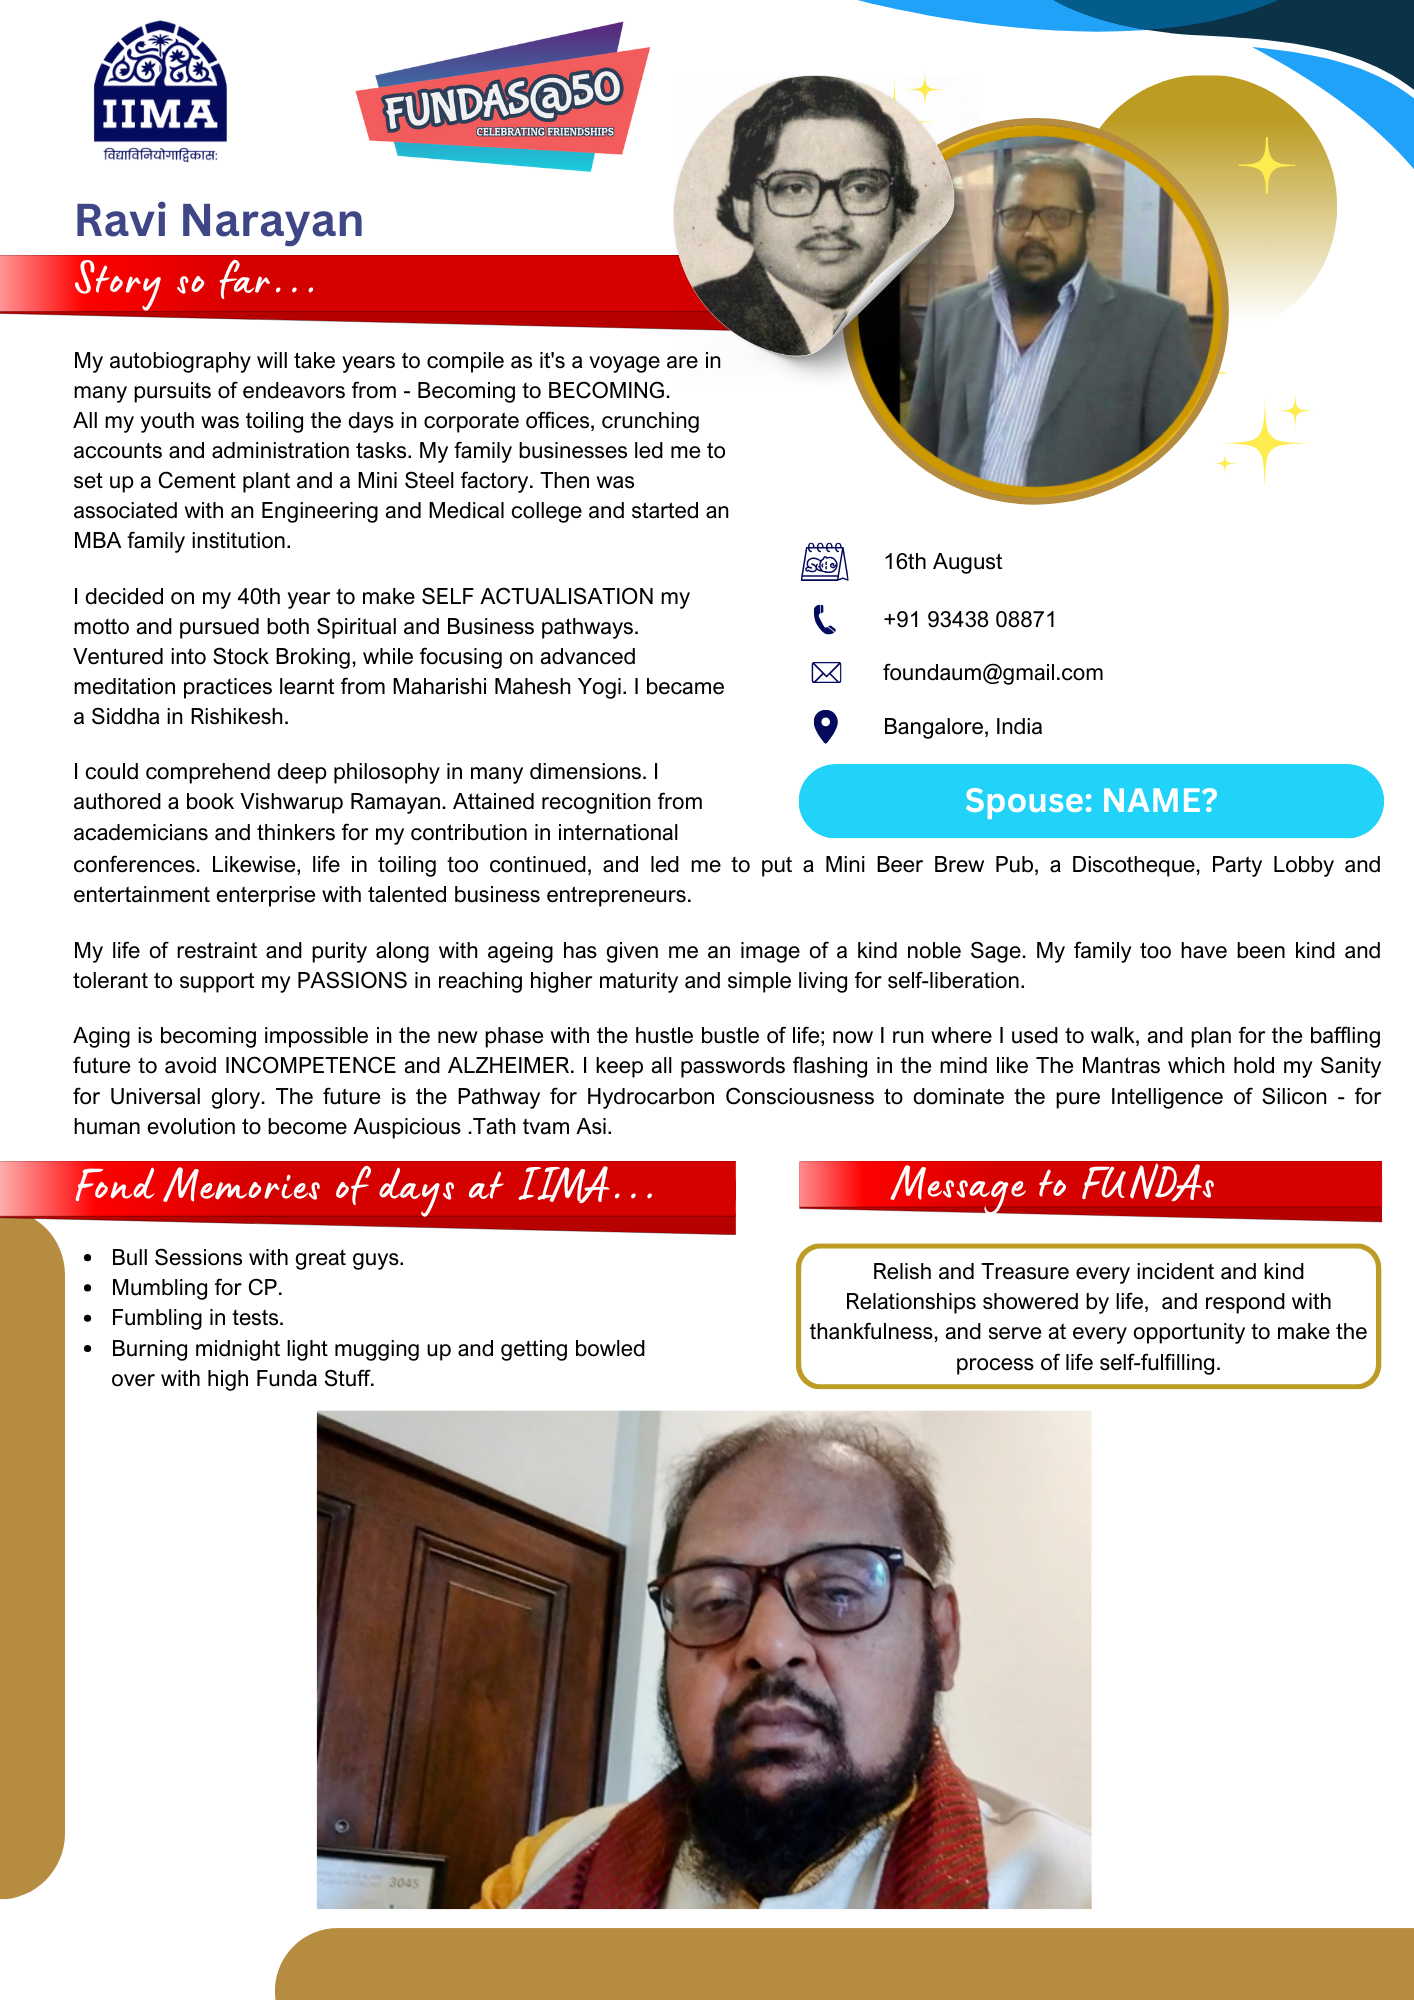 IIMA
विद्याविनियोगाद्विकास:
FUNDAS@50
CELEBRATING FRIENDSHIPS
Ravi Narayan
Story so far...
My autobiography will take years to compile as it's a voyage are in
many pursuits of endeavors from - Becoming to BECOMING.
All my youth was toiling the days in corporate offices, crunching
accounts and administration tasks. My family businesses led me to
set up a Cement plant and a Mini Steel factory. Then was
associated with an Engineering and Medical college and started an
MBA family institution.
I decided on my 40th year to make SELF ACTUALISATION my
motto and pursued both Spiritual and Business pathways.
Ventured into Stock Broking, while focusing on advanced
meditation practices learnt from Maharishi Mahesh Yogi. I became
a Siddha in Rishikesh.
16th August
+91 93438 08871
foundaum@gmail.com
Bangalore, India
Spouse: NAME?
I could comprehend deep philosophy in many dimensions. I
authored a book Vishwarup Ramayan. Attained recognition from
academicians and thinkers for my contribution in international
conferences. Likewise, life in toiling too continued, and led me to put a Mini Beer Brew Pub, a Discotheque, Party Lobby and
entertainment enterprise with talented business entrepreneurs.
My life of restraint and purity along with ageing has given me an image of a kind noble Sage. My family too have been kind and
tolerant to support my PASSIONS in reaching higher maturity and simple living for self-liberation.
Aging is becoming impossible in the new phase with the hustle bustle of life; now I run where I used to walk, and plan for the baffling
future to avoid INCOMPETENCE and ALZHEIMER. I keep all passwords flashing in the mind like The Mantras which hold my Sanity
for Universal glory. The future is the Pathway for Hydrocarbon Consciousness to dominate the pure Intelligence of Silicon - for
human evolution to become Auspicious .Tath tvam Asi.
Fond Memories of days at IIMA...
• Bull Sessions with great guys.
• Mumbling for CP.
• Fumbling in tests.
• Burning midnight light mugging up and getting bowled
over with high Funda Stuff.
Message to FUNDAs
Relish and Treasure every incident and kind
Relationships showered by life,  and respond with
thankfulness, and serve at every opportunity to make the
process of life self-fulfilling.
3045